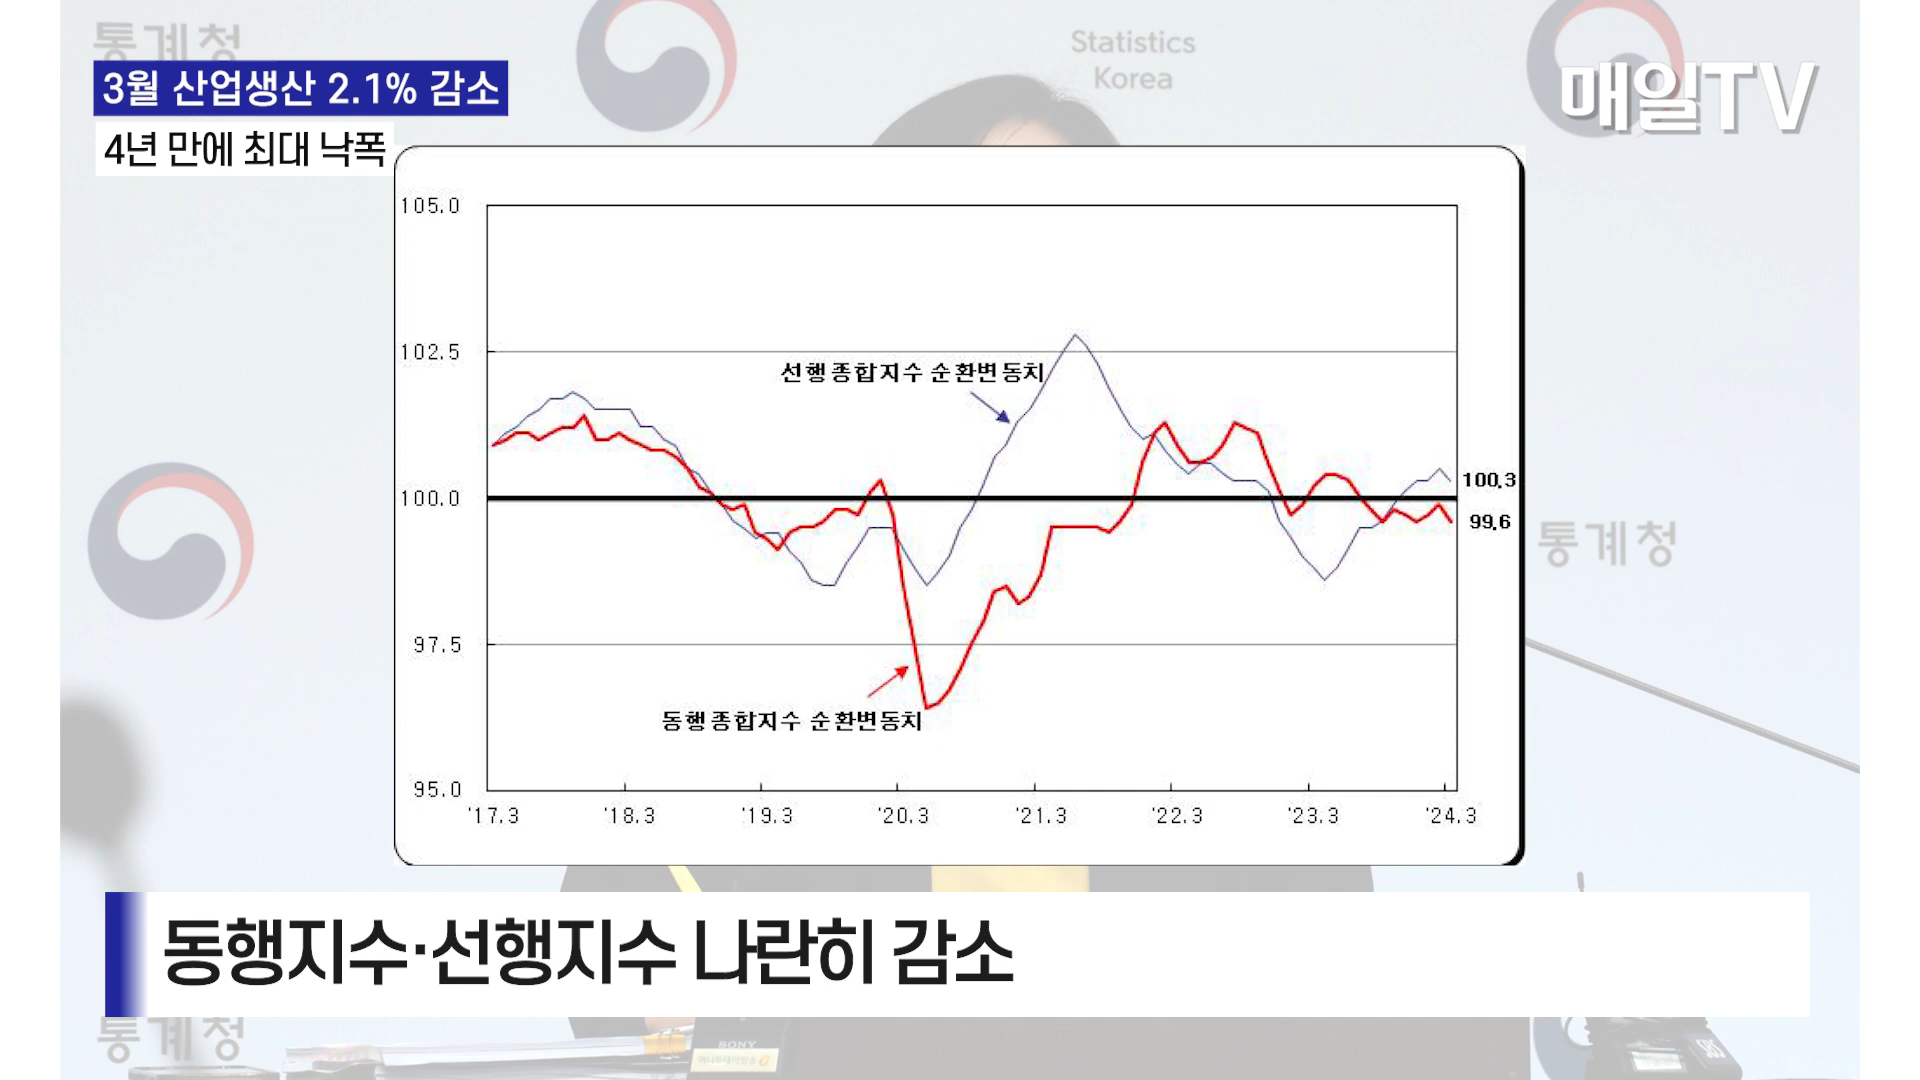 통계청
Statistics
Korea
3월 산업생산 2.1% 감소
매일TV
4년 만에 최대 낙폭
105.0
102.5
선행종합지수 순환변동치
100.3
100.0
99.6
통계청
97.5
동행종합지수 순환변동치
95.0
'17.3 '18.3 '19.3 '20.3 '21.3 '22.3 '23.3 '24.3
동행지수·선행지수 나란히 감소
통계청
SONY
SBS